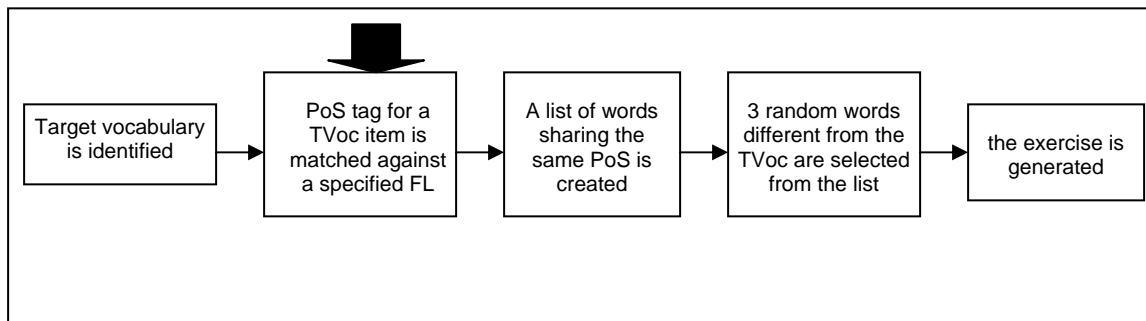 Target vocabulary
is identified
PoS tag for a
TVoc item is
matched against
a specified FL
A list of words
sharing the
same PoS is
created
3 random words
different from the
TVoc are selected
from the list
the exercise is
generated